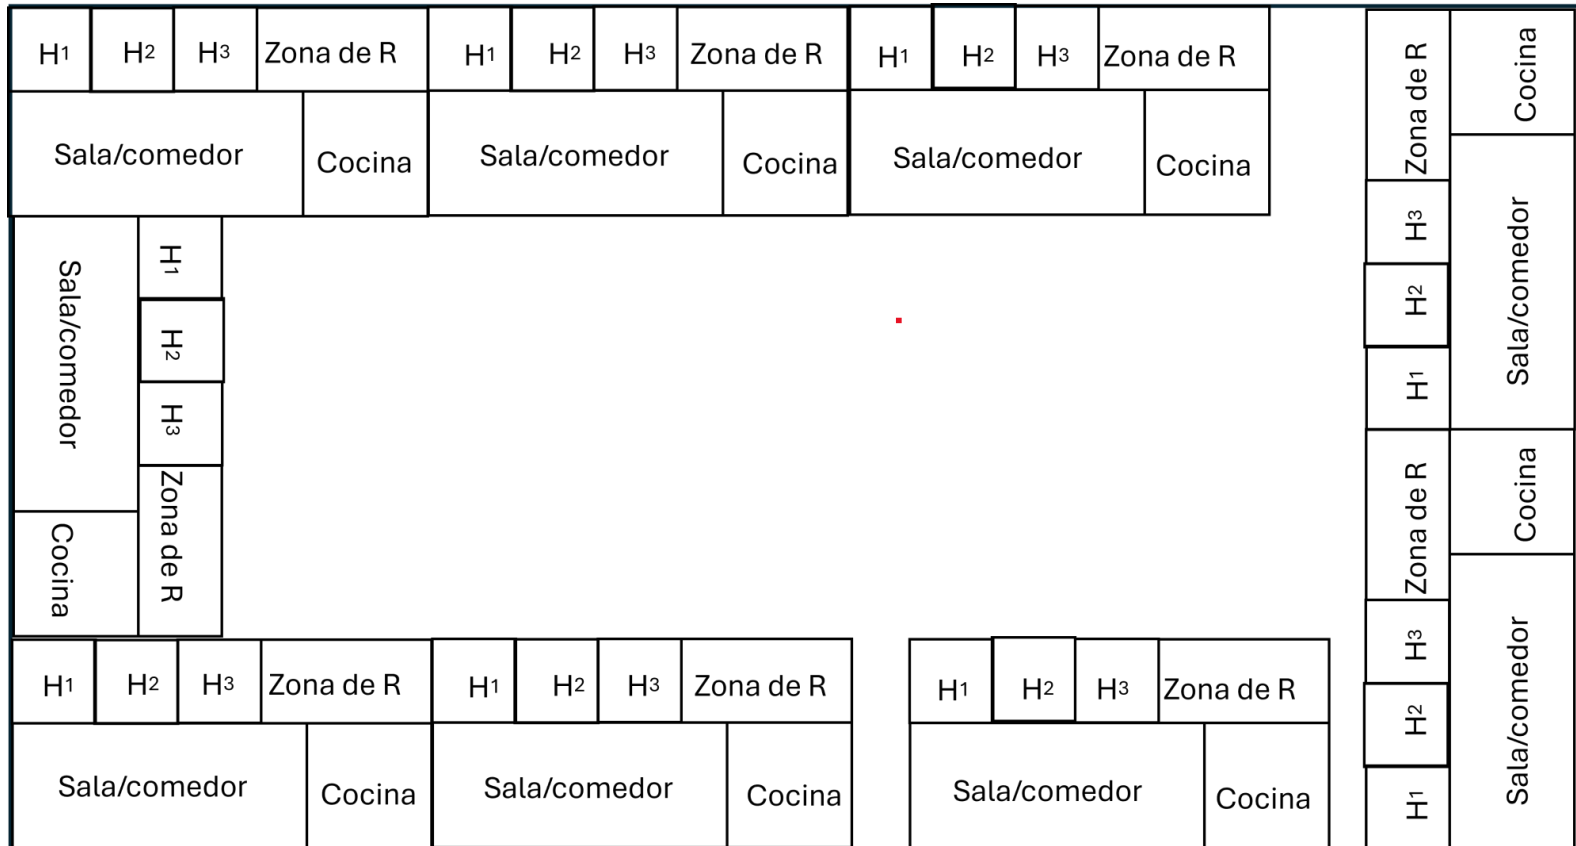 H1 H2 H3 Zona de R H1 H2 H3 Zona de R H1 H2 H3 Zona de R
Sala/comedor Cocina Sala/comedor Cocina Sala/comedor Cocina
Sala/comedor
Cocina
H1
H2
H3
Zona de R
Zona de R
H3
H2
H1
Zona de R
H3
H2
H1
Cocina
Sala/comedor
Cocina
Sala/comedor
H1 H2 H3 Zona de R H1 H2 H3 Zona de R H1 H2 H3 Zona de R
Sala/comedor Cocina Sala/comedor Cocina Sala/comedor Cocina